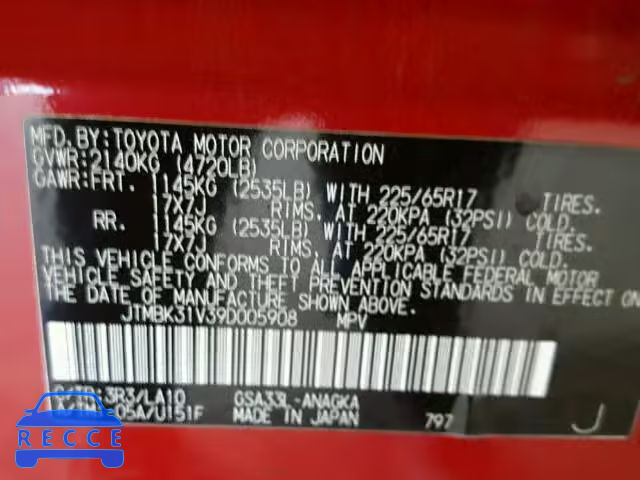 MFD.BY:TOYOTA MOTOR CORPORATION
GVWR:2140KG (4720LB)
GAWR:FRT. 1145KG (2535LB) WITH 225/65R17 TIRES.
17X7J RIMS. AT 220KPA (32PSI) COLD.
RR. 1145KG (2535LB) WITH 225/65R17 TIRES.
17X7J RIMS. AT 220KPA (32PSI) COLD.
THIS VEHICLE CONFORMS TO ALL APPLICABLE FEDERAL MOTOR
VEHICLE SAFETY AND THEFT PREVENTION STANDARDS IN EFFECT ON
THE DATE OF MANUFACTURE SHOWN ABOVE.
JTMBK31V39D005908 MPV
C/TR:3R3/LA10 GSA33L-ANAGKA
05A/U151F MADE IN JAPAN 797 J
RECCE